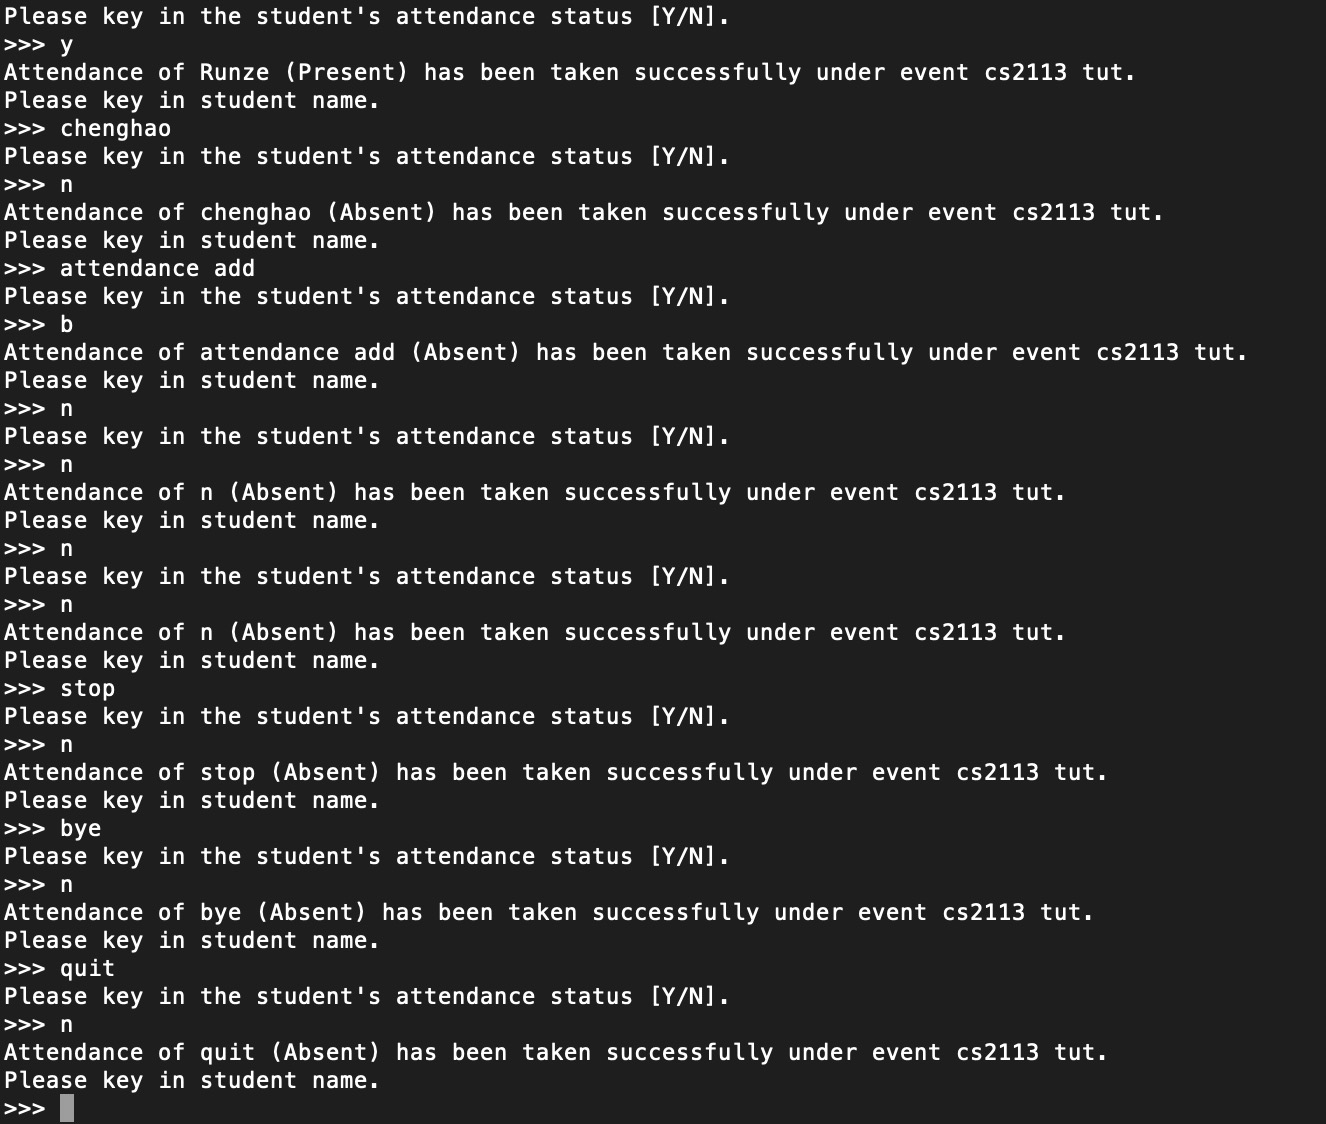 Please key in the student's attendance status [Y/N].
>>> y
Attendance of Runze (Present) has been taken successfully under event cs2113 tut.
Please key in student name.
>>> chenghao
Please key in the student's attendance status [Y/N].
>>> n
Attendance of chenghao (Absent) has been taken successfully under event cs2113 tut.
Please key in student name.
>>> attendance add
Please key in the student's attendance status [Y/N].
>>> b
Attendance of attendance add (Absent) has been taken successfully under event cs2113 tut.
Please key in student name.
>>> n
Please key in the student's attendance status [Y/N].
>>> n
Attendance of n (Absent) has been taken successfully under event cs2113 tut.
Please key in student name.
>>> n
Please key in the student's attendance status [Y/N].
>>> n
Attendance of n (Absent) has been taken successfully under event cs2113 tut.
Please key in student name.
>>> stop
Please key in the student's attendance status [Y/N].
>>> n
Attendance of stop (Absent) has been taken successfully under event cs2113 tut.
Please key in student name.
>>> bye
Please key in the student's attendance status [Y/N].
>>> n
Attendance of bye (Absent) has been taken successfully under event cs2113 tut.
Please key in student name.
>>> quit
Please key in the student's attendance status [Y/N].
>>> n
Attendance of quit (Absent) has been taken successfully under event cs2113 tut.
Please key in student name.
>>>